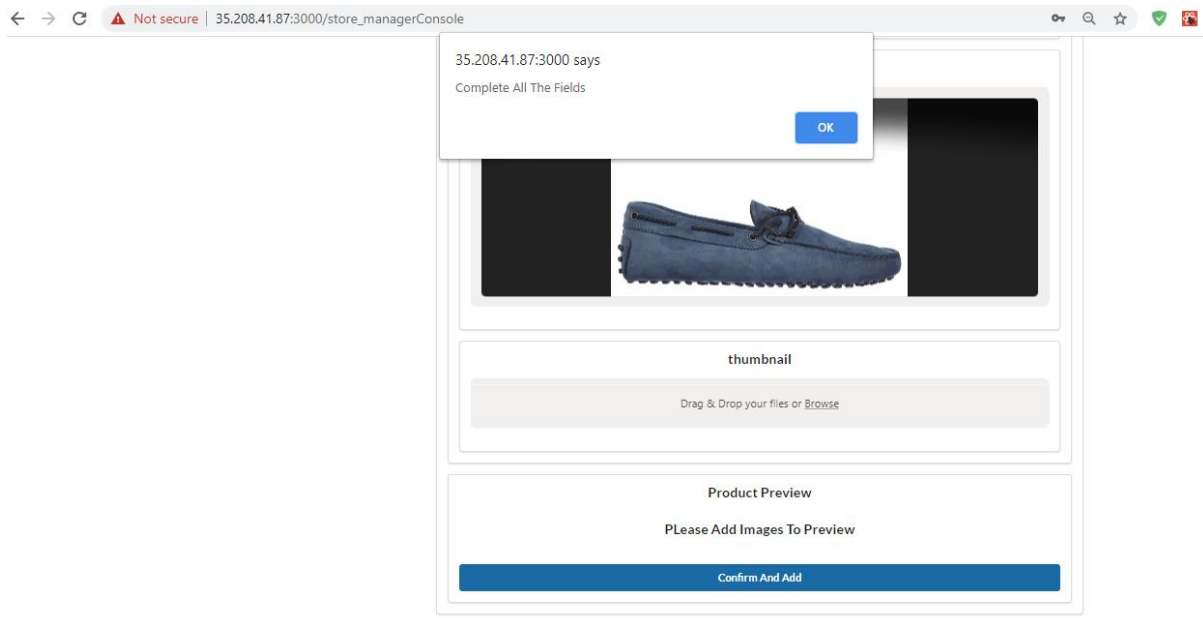 Not secure
35.208.41.87:3000/store_managerConsole
35.208.41.87:3000 says
Complete All The Fields
OK
thumbnail
Drag & Drop your files or Browse
Product Preview
PLease Add Images To Preview
Confirm And Add